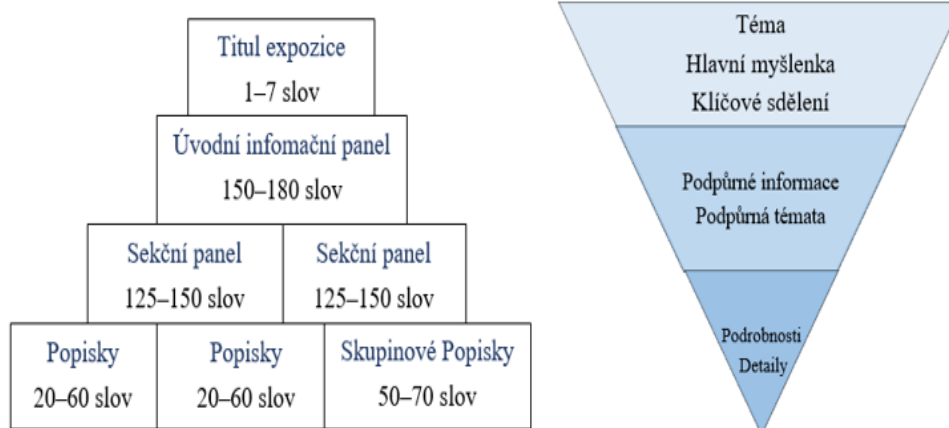 Titul expozice
1–7 slov
Úvodní infomační panel
150–180 slov
Sekční panel
125–150 slov
Sekční panel
125–150 slov
Popisky
20–60 slov
Popisky
20–60 slov
Skupinové Popisky
50–70 slov
Téma
Hlavní myšlenka
Klíčové sdělení
Podpůrné informace
Podpůrná témata
Podrobnosti
Detaily